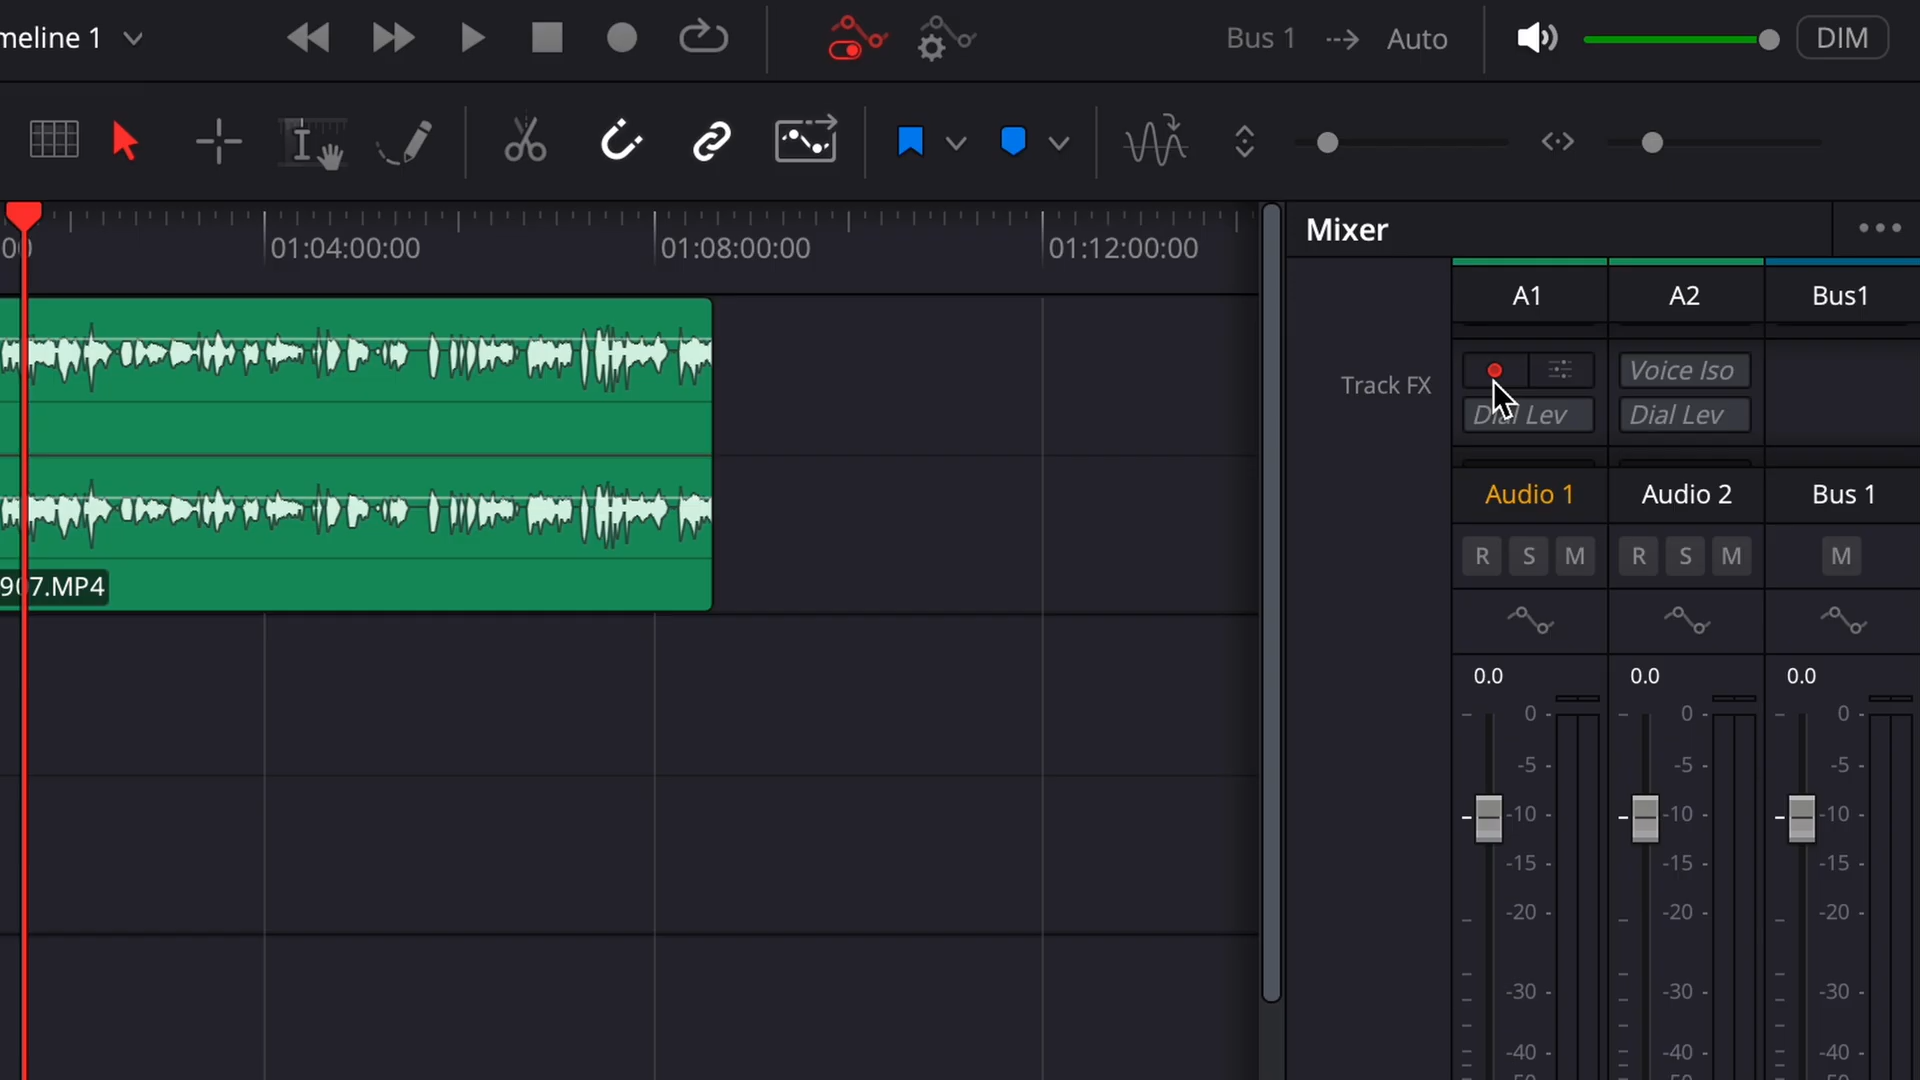 meline 1
Bus 1 Auto DIM
01:04:00:00 01:08:00:00 01:12:00:00
Mixer
A1 A2 Bus1
Track FX
Voice Iso
Dial Lev Dial Lev
Audio 1 Audio 2 Bus 1
R S M R S M M
907.MP4
0.0 0.0 0.0
0 0 0
-5 -5 -5
-10 -10 -10
-15 -15 -15
-20 -20 -20
-30 -30 -30
-40 -40 -40